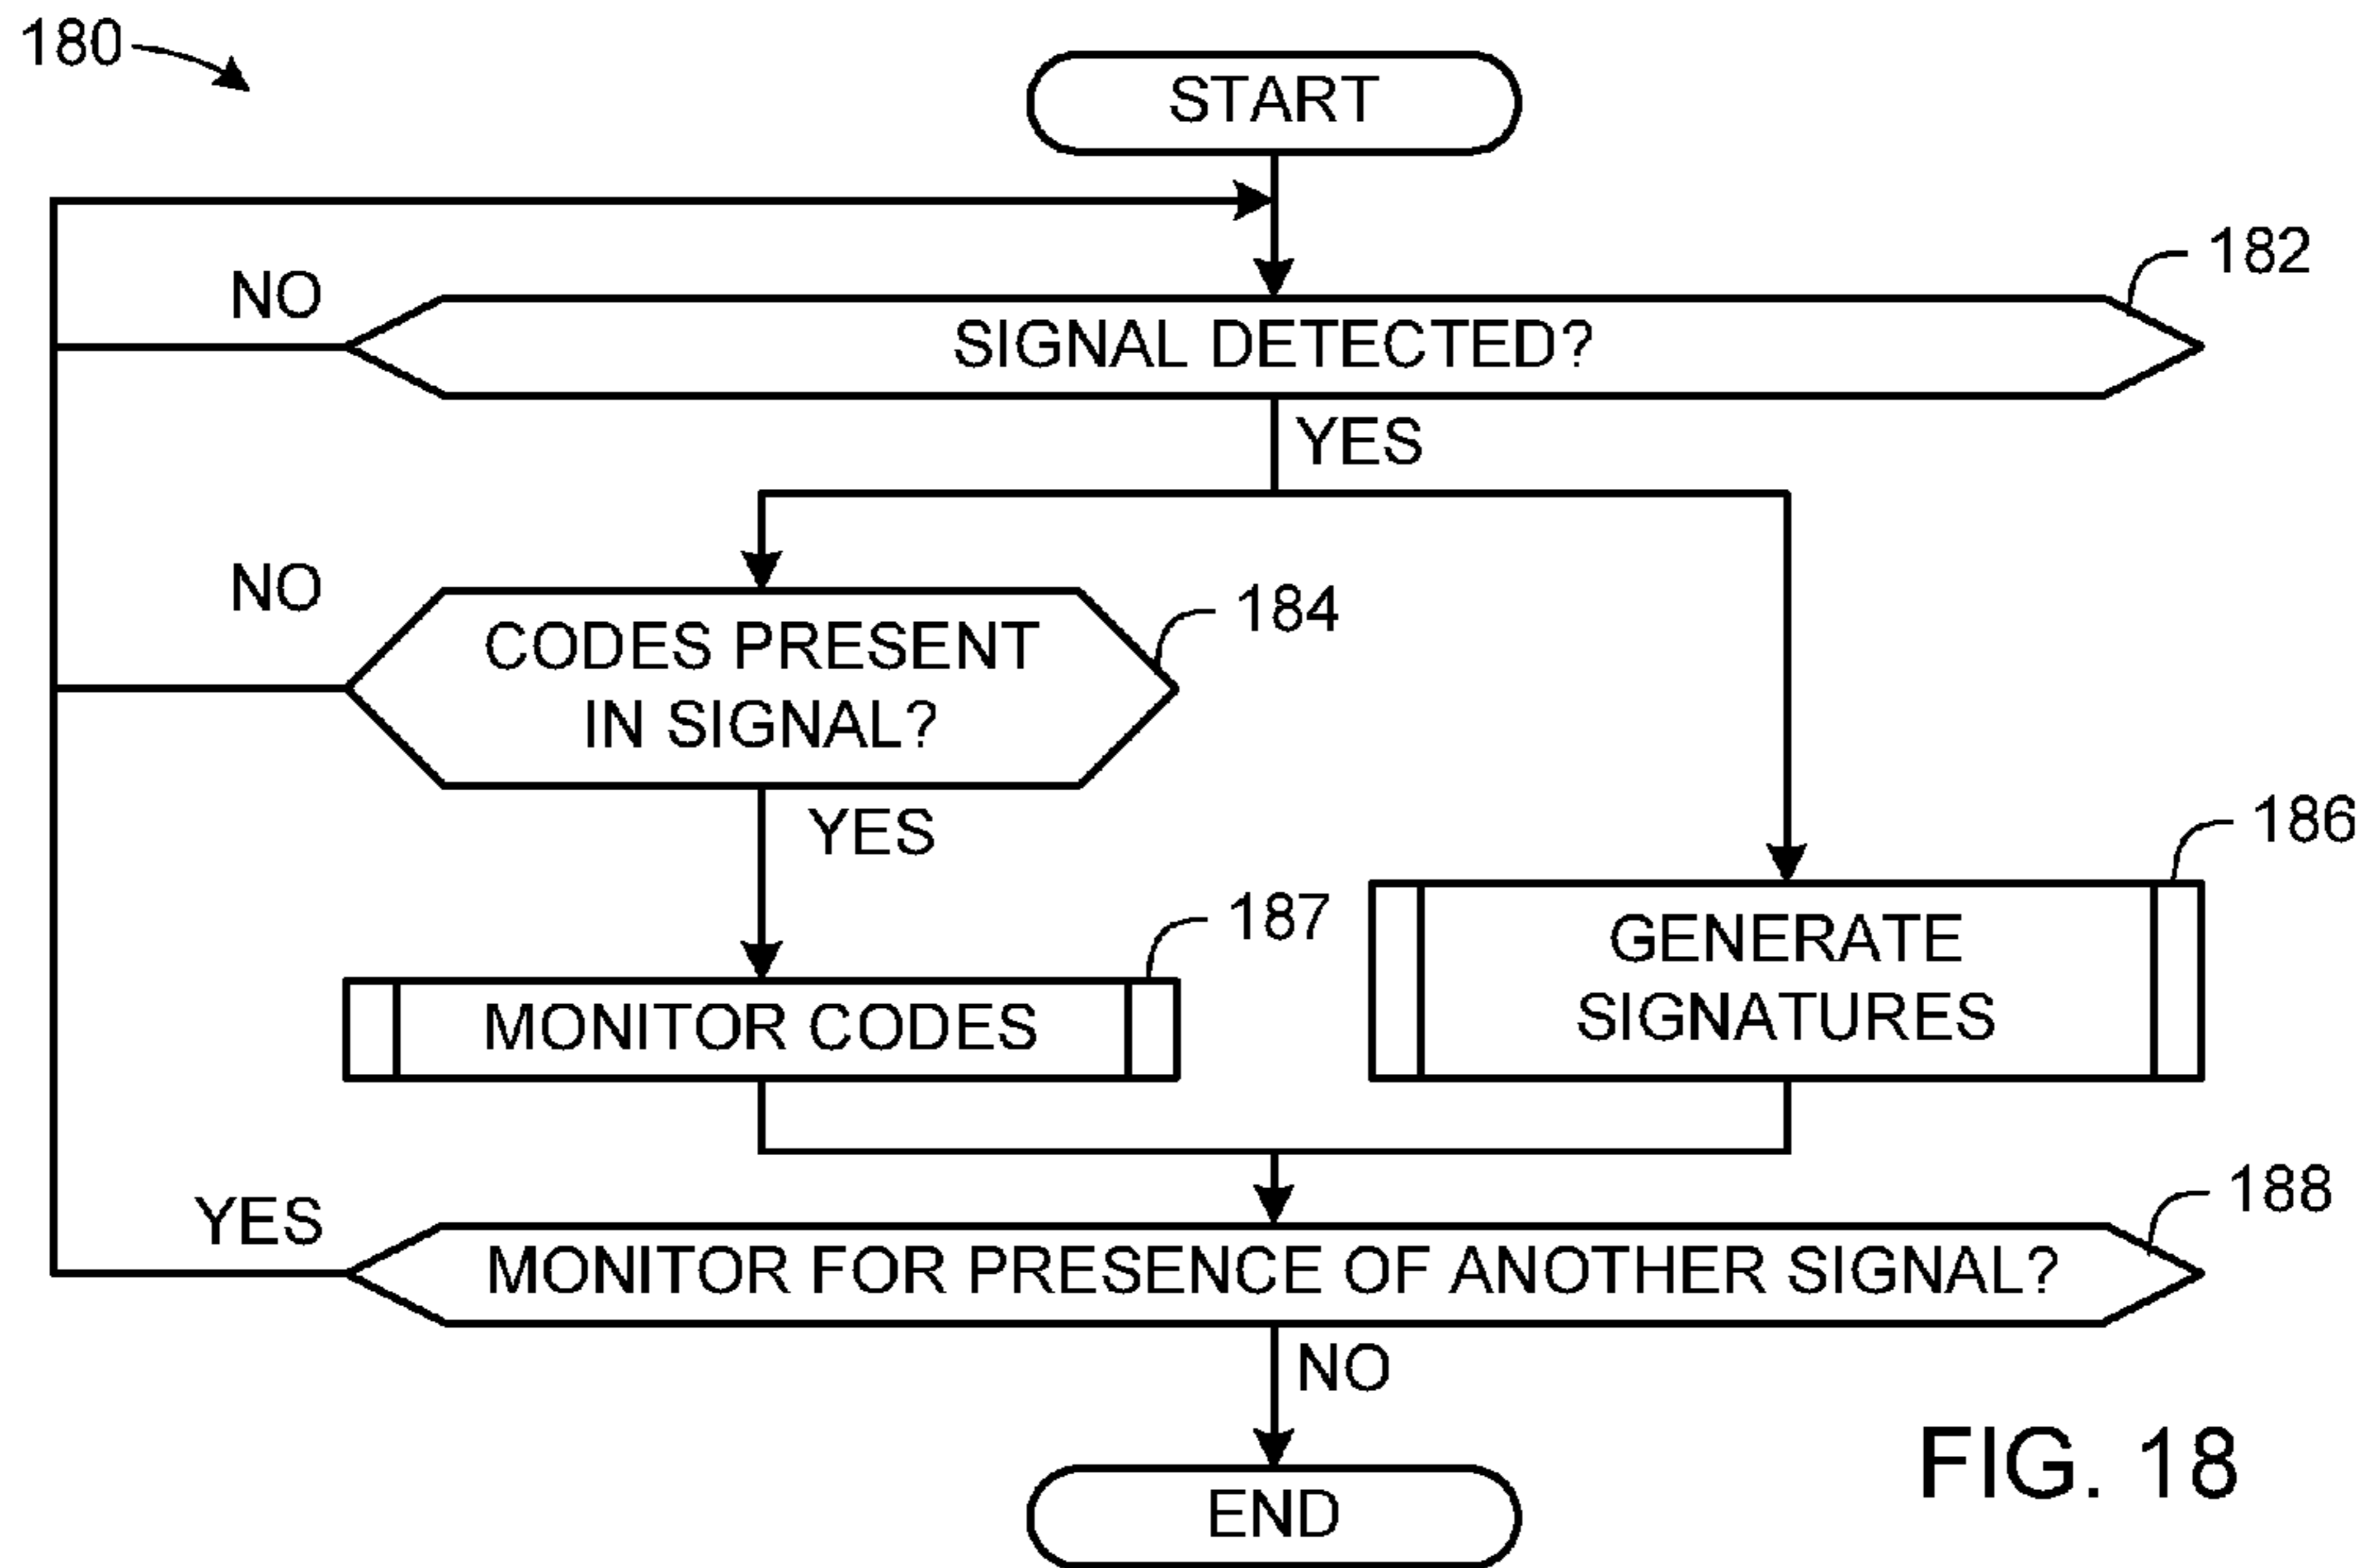 180
START
182
NO
SIGNAL DETECTED?
YES
NO
184
CODES PRESENT
IN SIGNAL?
YES
186
187
GENERATE
SIGNATURES
MONITOR CODES
188
YES
MONITOR FOR PRESENCE OF ANOTHER SIGNAL?
NO
FIG. 18
END